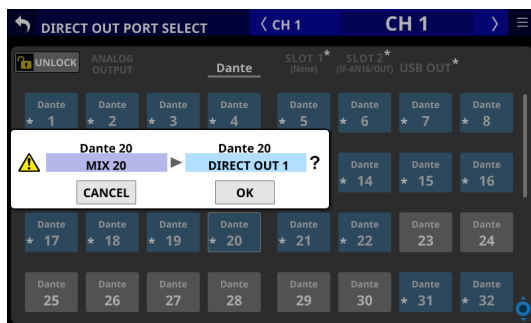 DIRECT OUT PORT SELECT
CH 1
CH 1
UNLOCK
ANALOG
OUTPUT
Dante
SLOT 1*
(None)
SLOT 2*
(IF-AN16/OUT)
USB OUT*
Dante
* 1
Dante
* 2
Dante
* 3
Dante
* 4
Dante
* 5
Dante
* 6
Dante
* 7
Dante
* 8
Dante 20
MIX 20
Dante 20
DIRECT OUT 1
?
CANCEL
OK
Dante
* 14
Dante
* 15
Dante
* 16
Dante
* 17
Dante
* 18
Dante
* 19
Dante
* 20
Dante
* 21
Dante
* 22
Dante
23
Dante
24
Dante
25
Dante
26
Dante
27
Dante
28
Dante
29
Dante
30
Dante
* 31
Dante
* 32